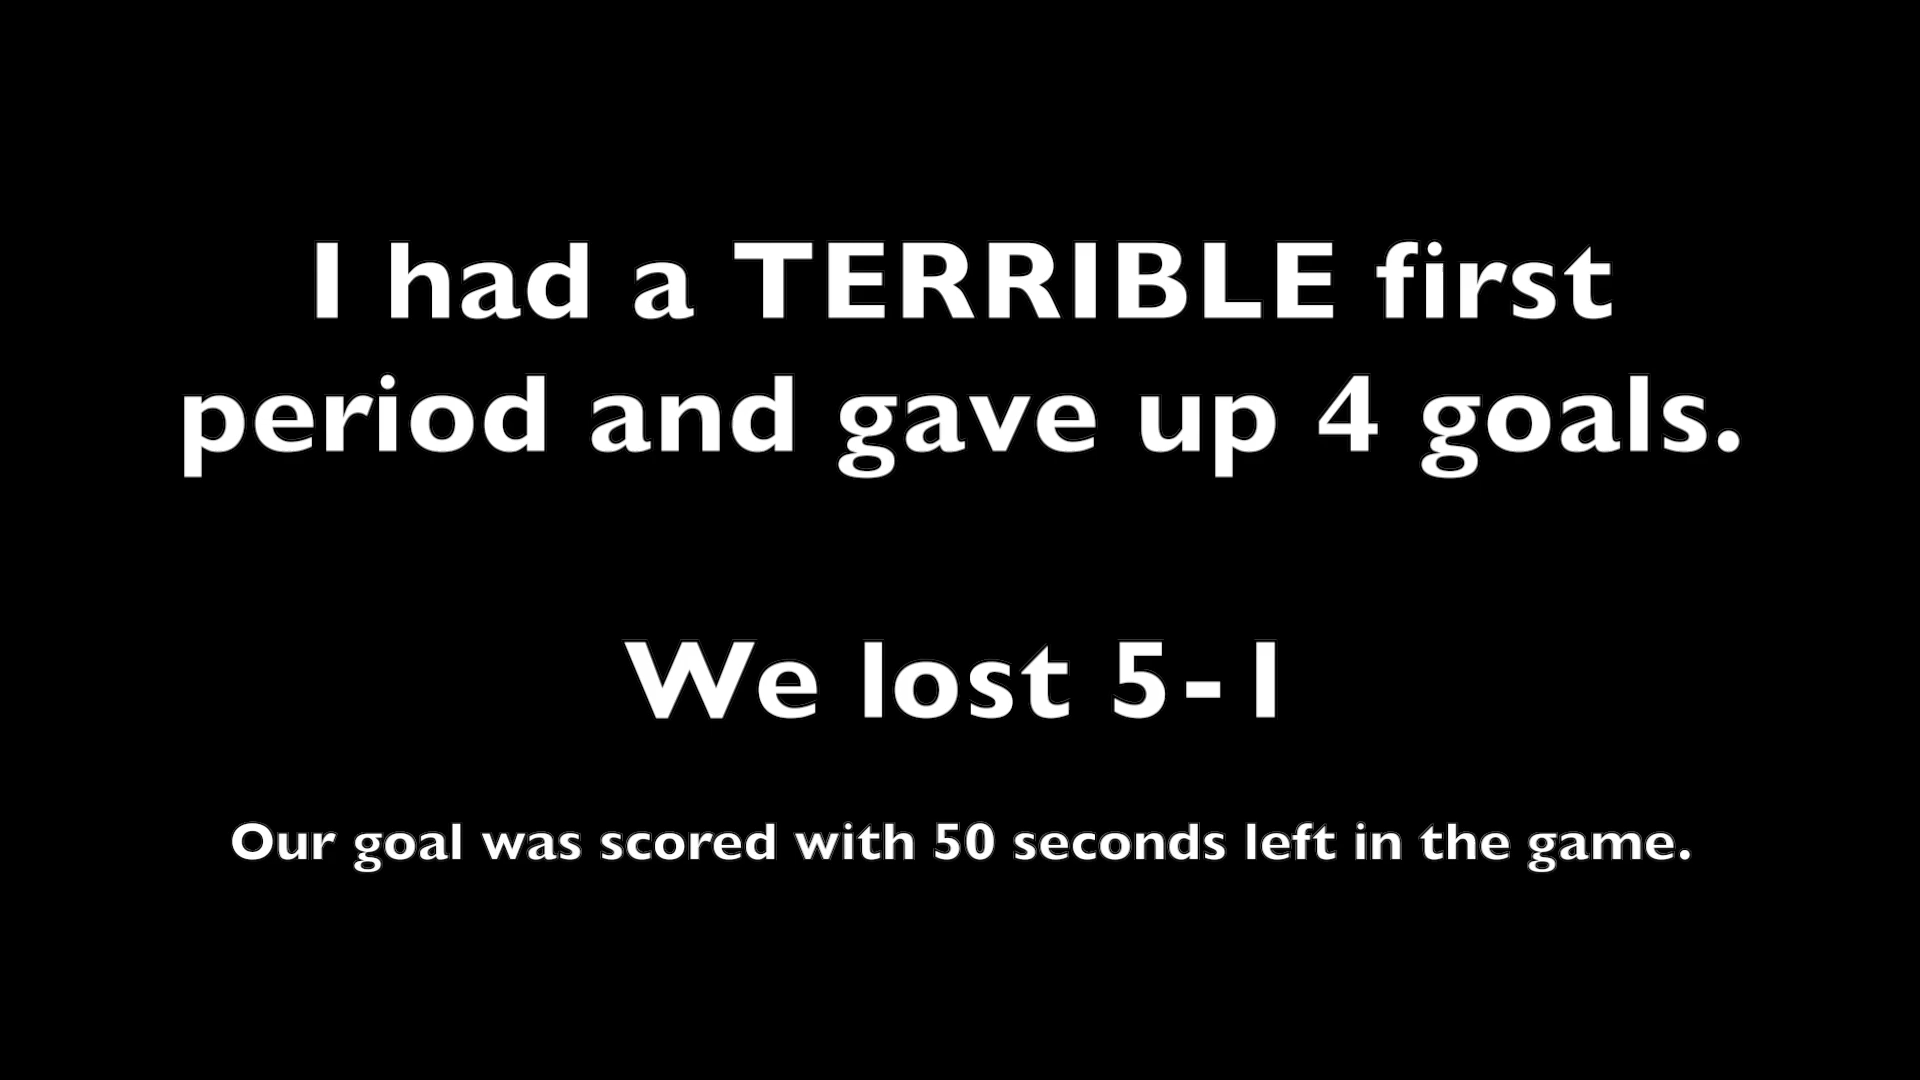 I had a TERRIBLE first
period and gave up 4 goals.
We lost 5-1
Our goal was scored with 50 seconds left in the game.